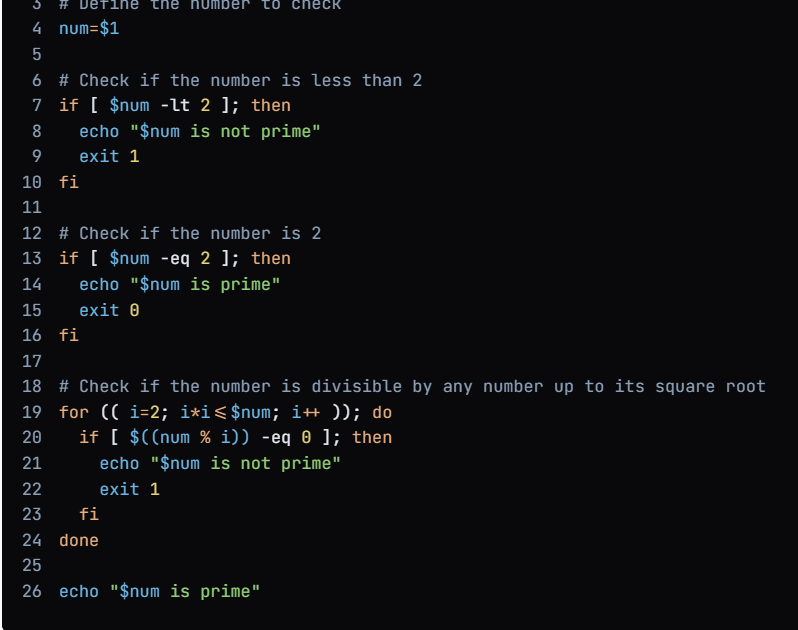 3 # Define the number to check
4 num=$1
5
6 # Check if the number is less than 2
7 if [ $num -lt 2 ]; then
8   echo "$num is not prime"
9   exit 1
10 fi
11
12 # Check if the number is 2
13 if [ $num -eq 2 ]; then
14   echo "$num is prime"
15   exit 0
16 fi
17
18 # Check if the number is divisible by any number up to its square root
19 for (( i=2; i*i<=$num; i++ )); do
20   if [ $((num % i)) -eq 0 ]; then
21     echo "$num is not prime"
22     exit 1
23   fi
24 done
25
26 echo "$num is prime"